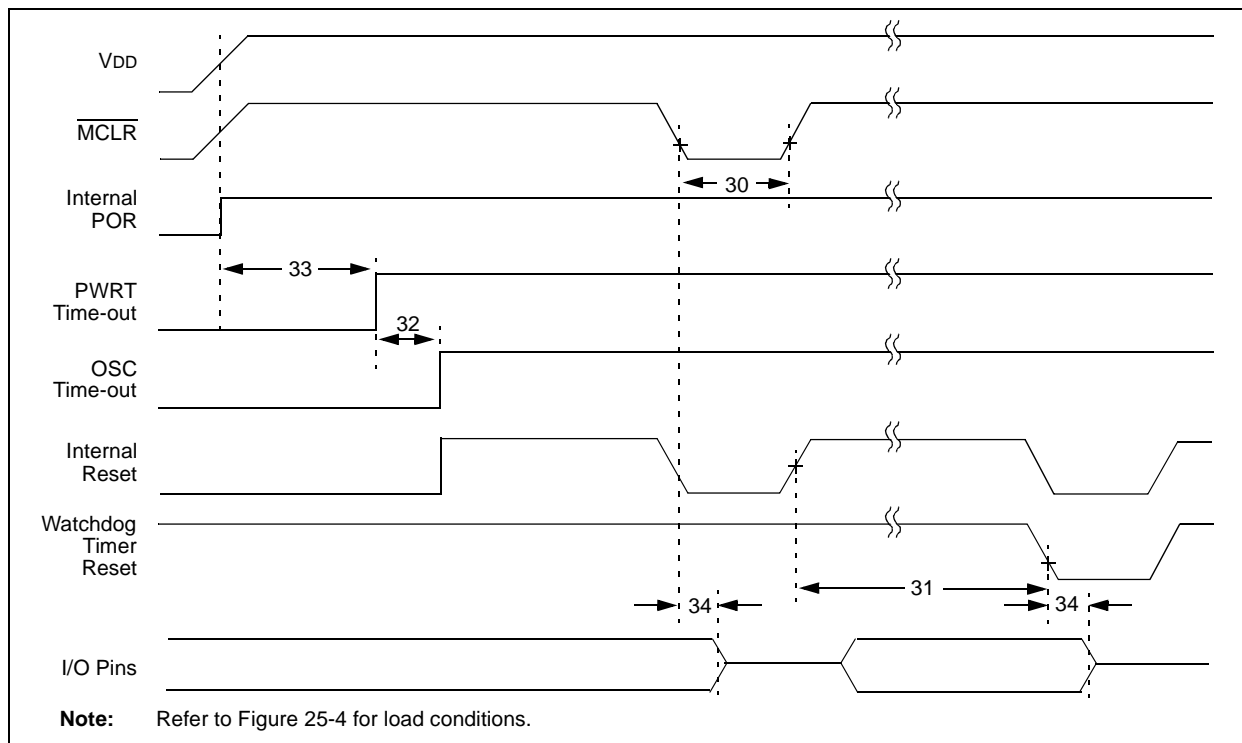 VDD
MCLR
30
Internal
POR
33
PWRT
Time-out
32
OSC
Time-out
Internal
Reset
Watchdog
Timer
Reset
31
34
34
I/O Pins
Note: Refer to Figure 25-4 for load conditions.